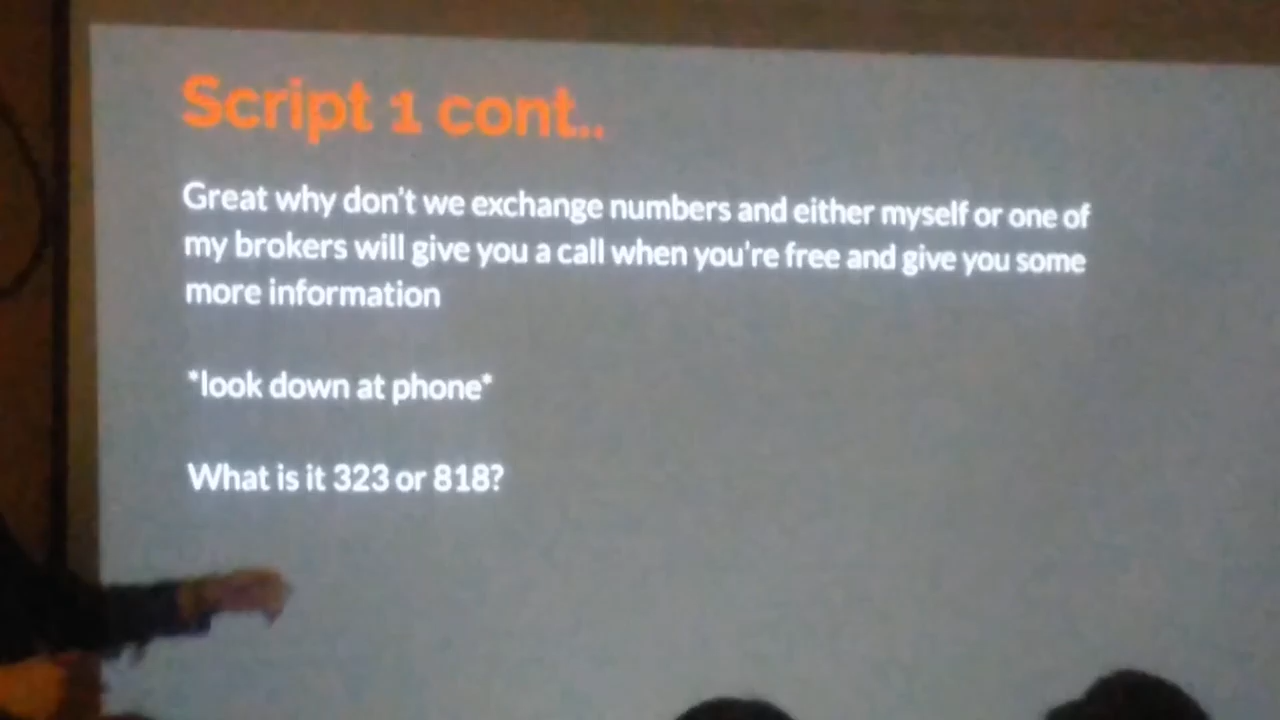 Script 1 cont..
Great why don't we exchange numbers and either myself or one of
my brokers will give you a call when you're free and give you some
more information
*look down at phone*
What is it 323 or 818?